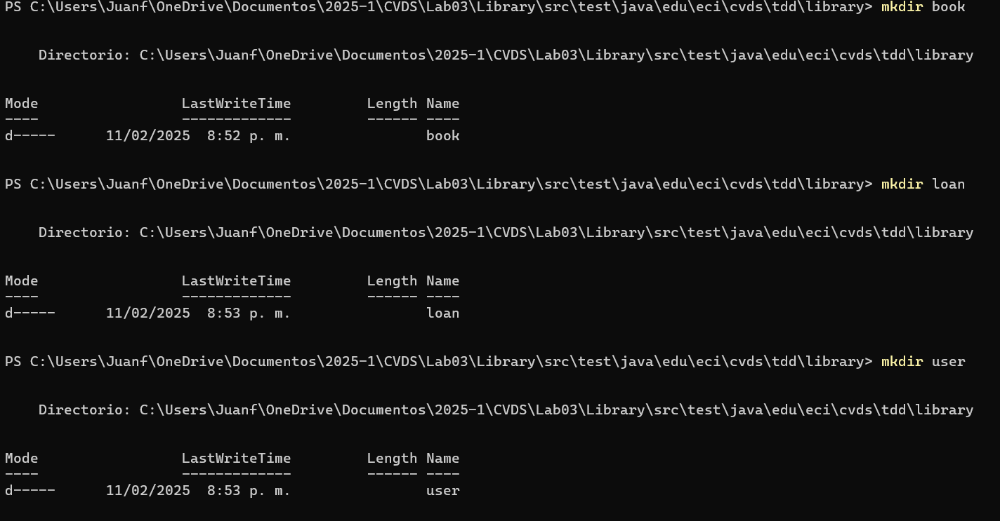 PS C:\Users\Juanf\OneDrive\Documentos\2025-1\CVDS\Lab03\Library\src\test\java\edu\eci\cvds\tdd\library> mkdir book
    Directorio: C:\Users\Juanf\OneDrive\Documentos\2025-1\CVDS\Lab03\Library\src\test\java\edu\eci\cvds\tdd\library
Mode                 LastWriteTime         Length Name
----                 -------------         ------ ----
d-----      11/02/2025  8:52 p. m.                book
PS C:\Users\Juanf\OneDrive\Documentos\2025-1\CVDS\Lab03\Library\src\test\java\edu\eci\cvds\tdd\library> mkdir loan
    Directorio: C:\Users\Juanf\OneDrive\Documentos\2025-1\CVDS\Lab03\Library\src\test\java\edu\eci\cvds\tdd\library
Mode                 LastWriteTime         Length Name
----                 -------------         ------ ----
d-----      11/02/2025  8:53 p. m.                loan
PS C:\Users\Juanf\OneDrive\Documentos\2025-1\CVDS\Lab03\Library\src\test\java\edu\eci\cvds\tdd\library> mkdir user
    Directorio: C:\Users\Juanf\OneDrive\Documentos\2025-1\CVDS\Lab03\Library\src\test\java\edu\eci\cvds\tdd\library
Mode                 LastWriteTime         Length Name
----                 -------------         ------ ----
d-----      11/02/2025  8:53 p. m.                user